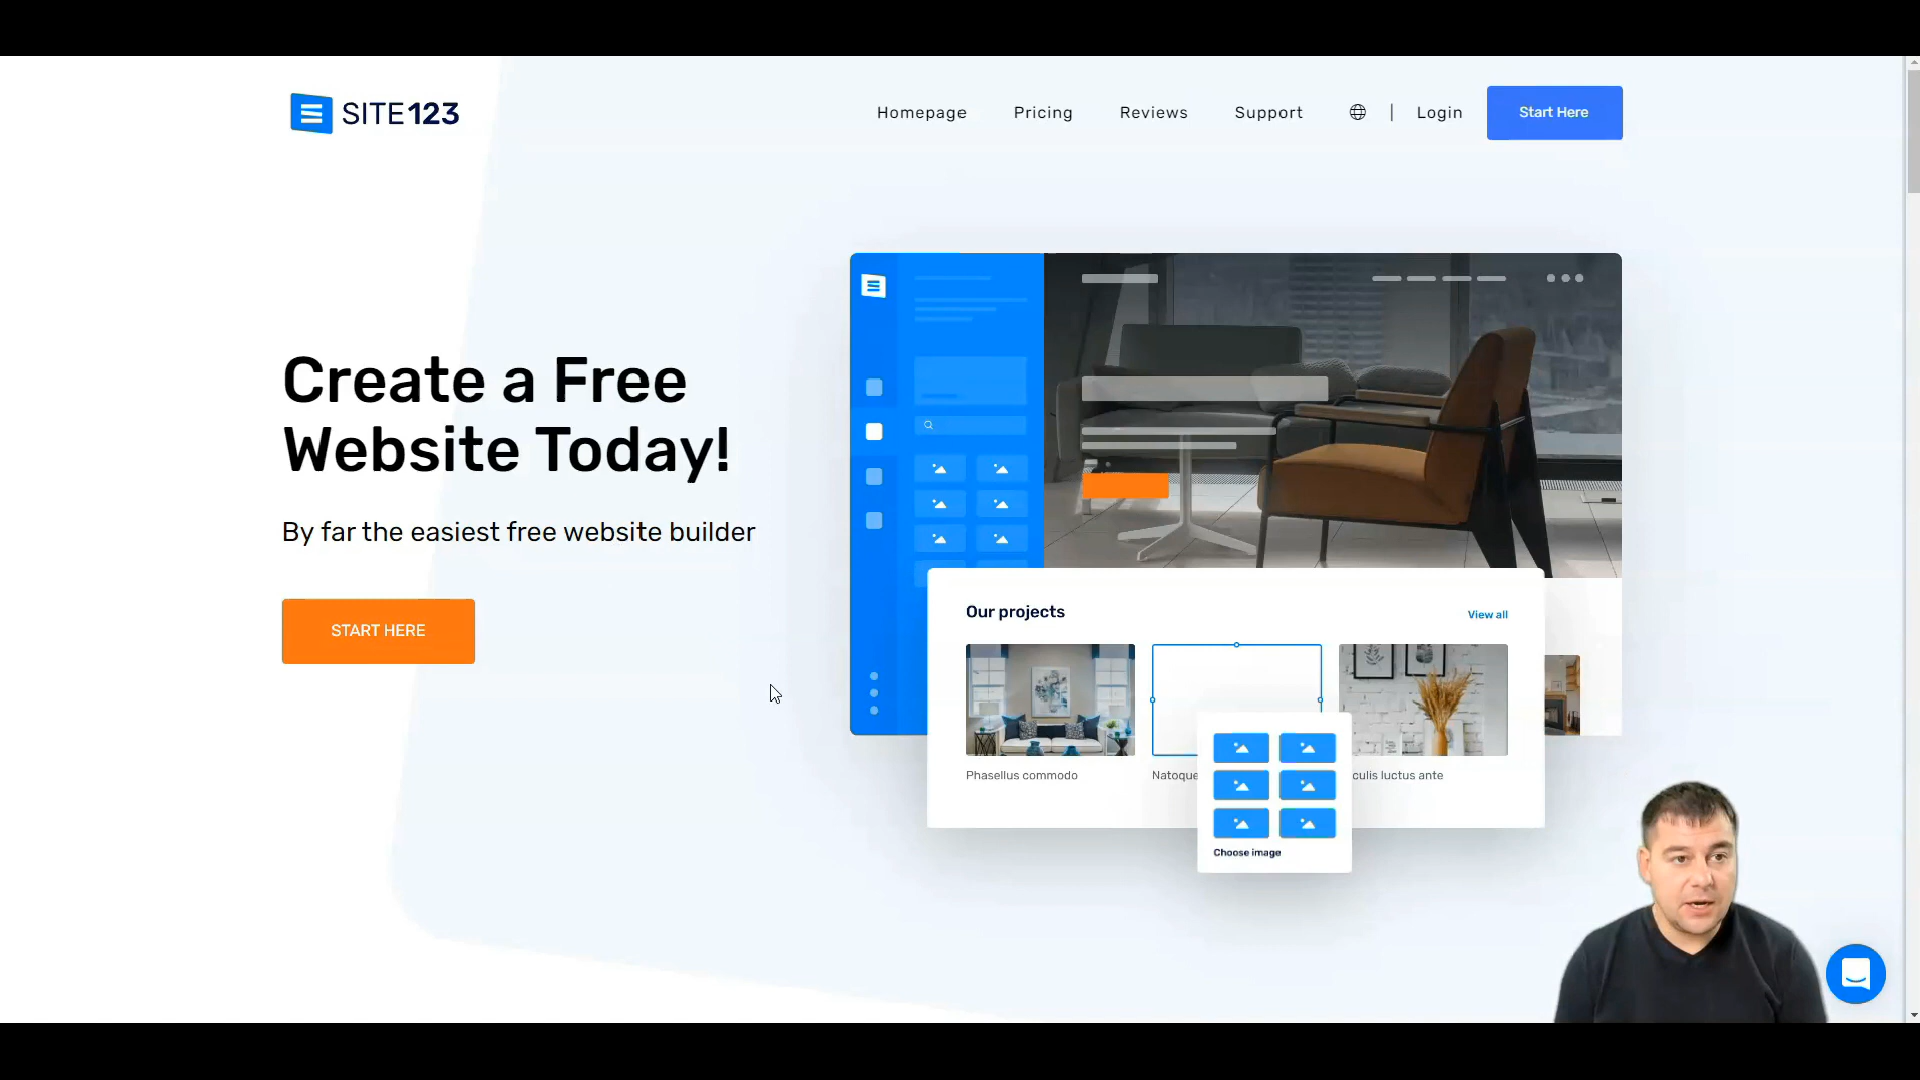 SITE123
Homepage
Pricing
Reviews
Support
Login
Start Here
Create a Free
Website Today!
By far the easiest free website builder
START HERE
Our projects
View all
Phasellus commodo
Natoque
culis luctus ante
Choose image